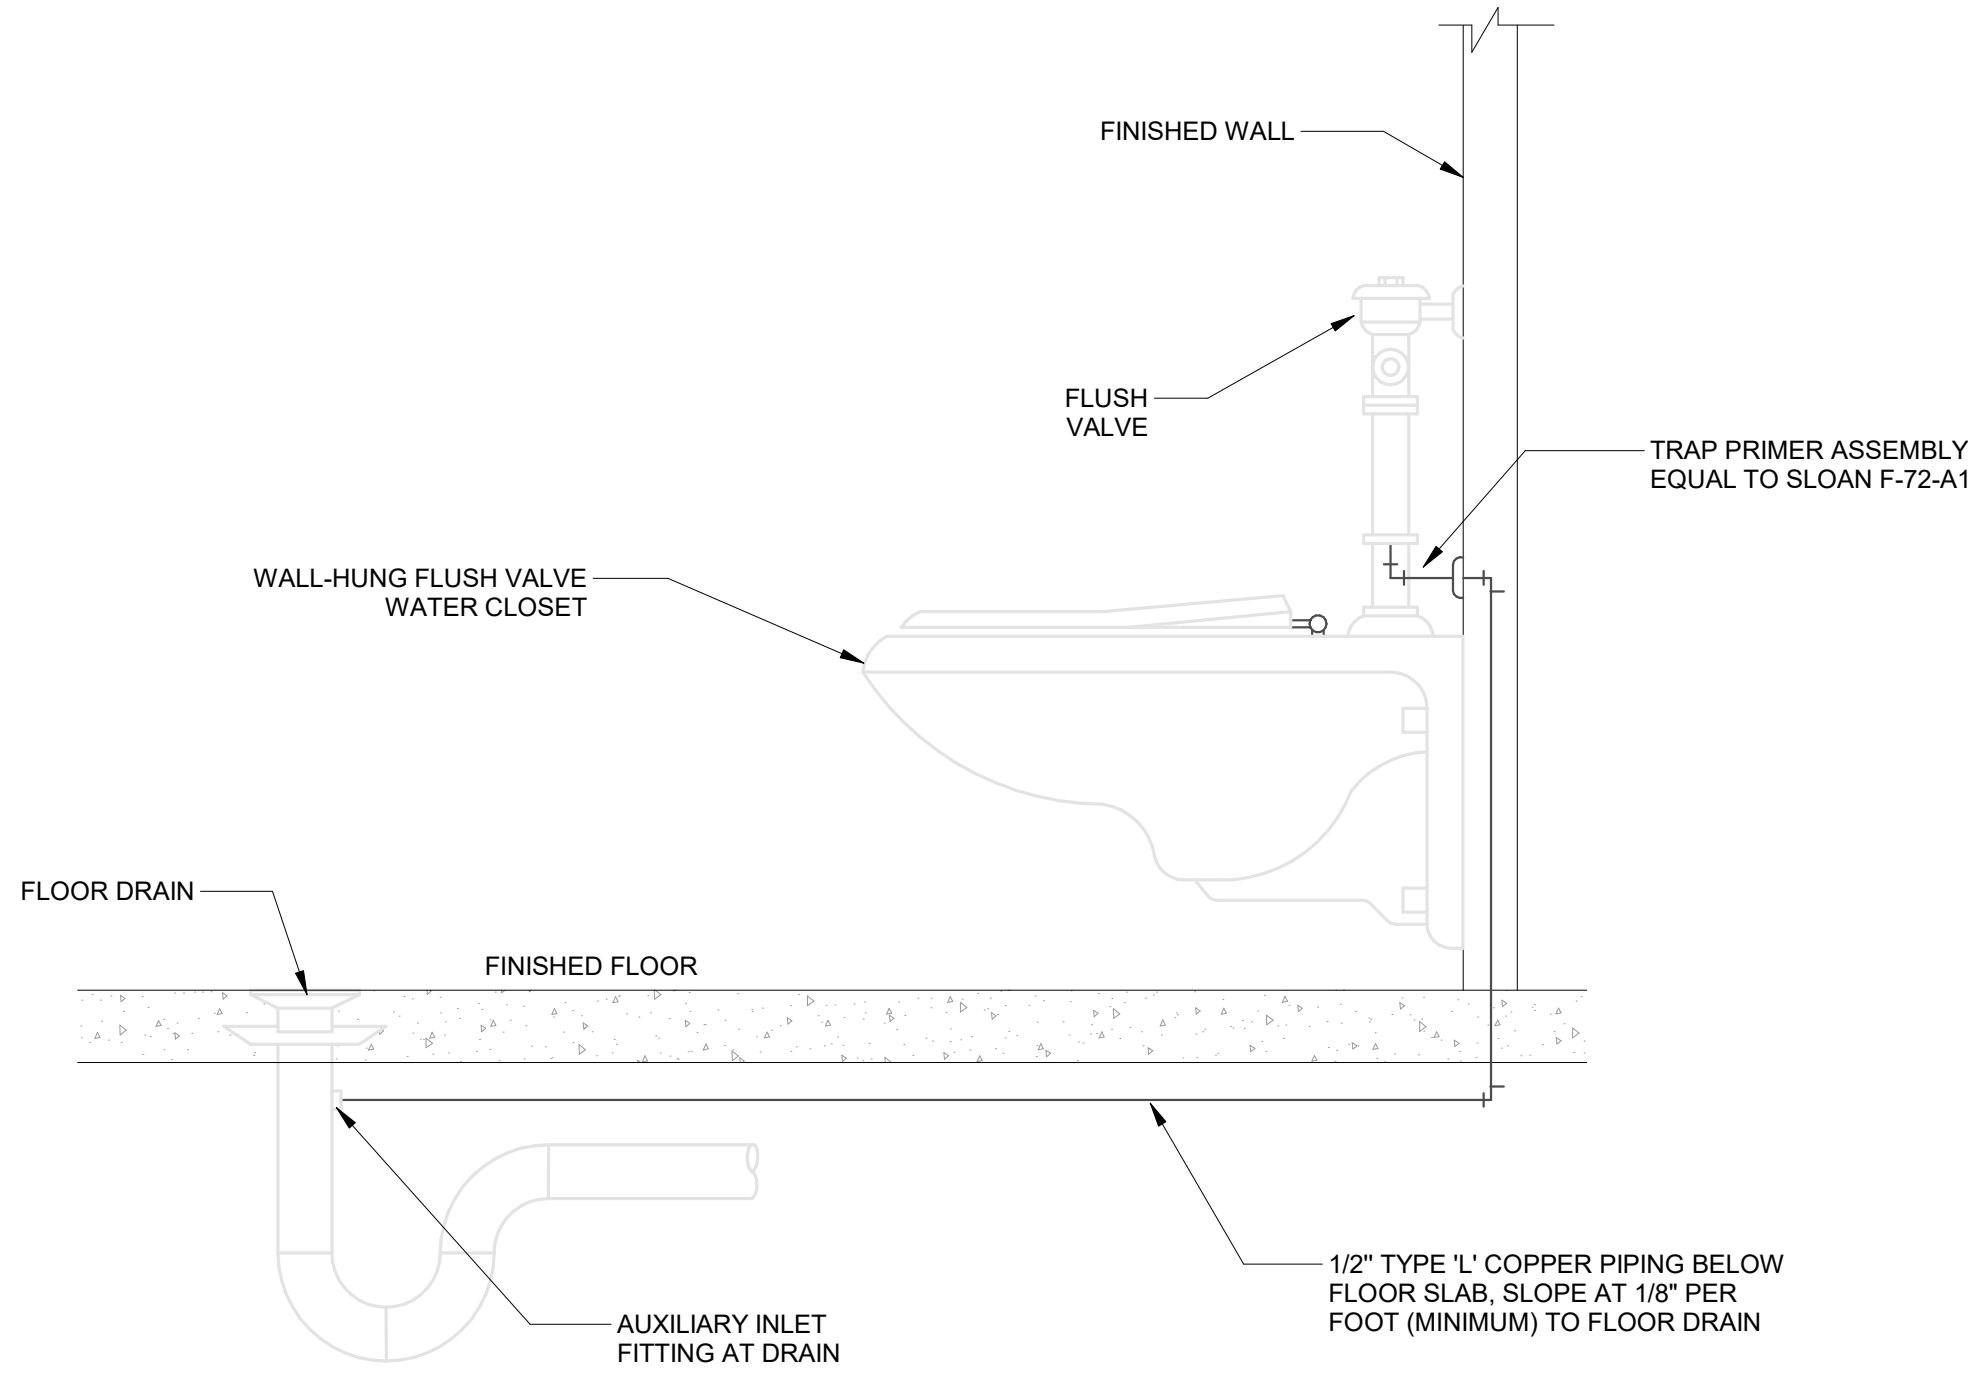 FINISHED WALL
FLUSH
VALVE
TRAP PRIMER ASSEMBLY
EQUAL TO SLOAN F-72-A1
WALL-HUNG FLUSH VALVE
WATER CLOSET
FLOOR DRAIN
FINISHED FLOOR
1/2" TYPE 'L' COPPER PIPING BELOW
FLOOR SLAB, SLOPE AT 1/8" PER
FOOT (MINIMUM) TO FLOOR DRAIN
AUXILIARY INLET
FITTING AT DRAIN